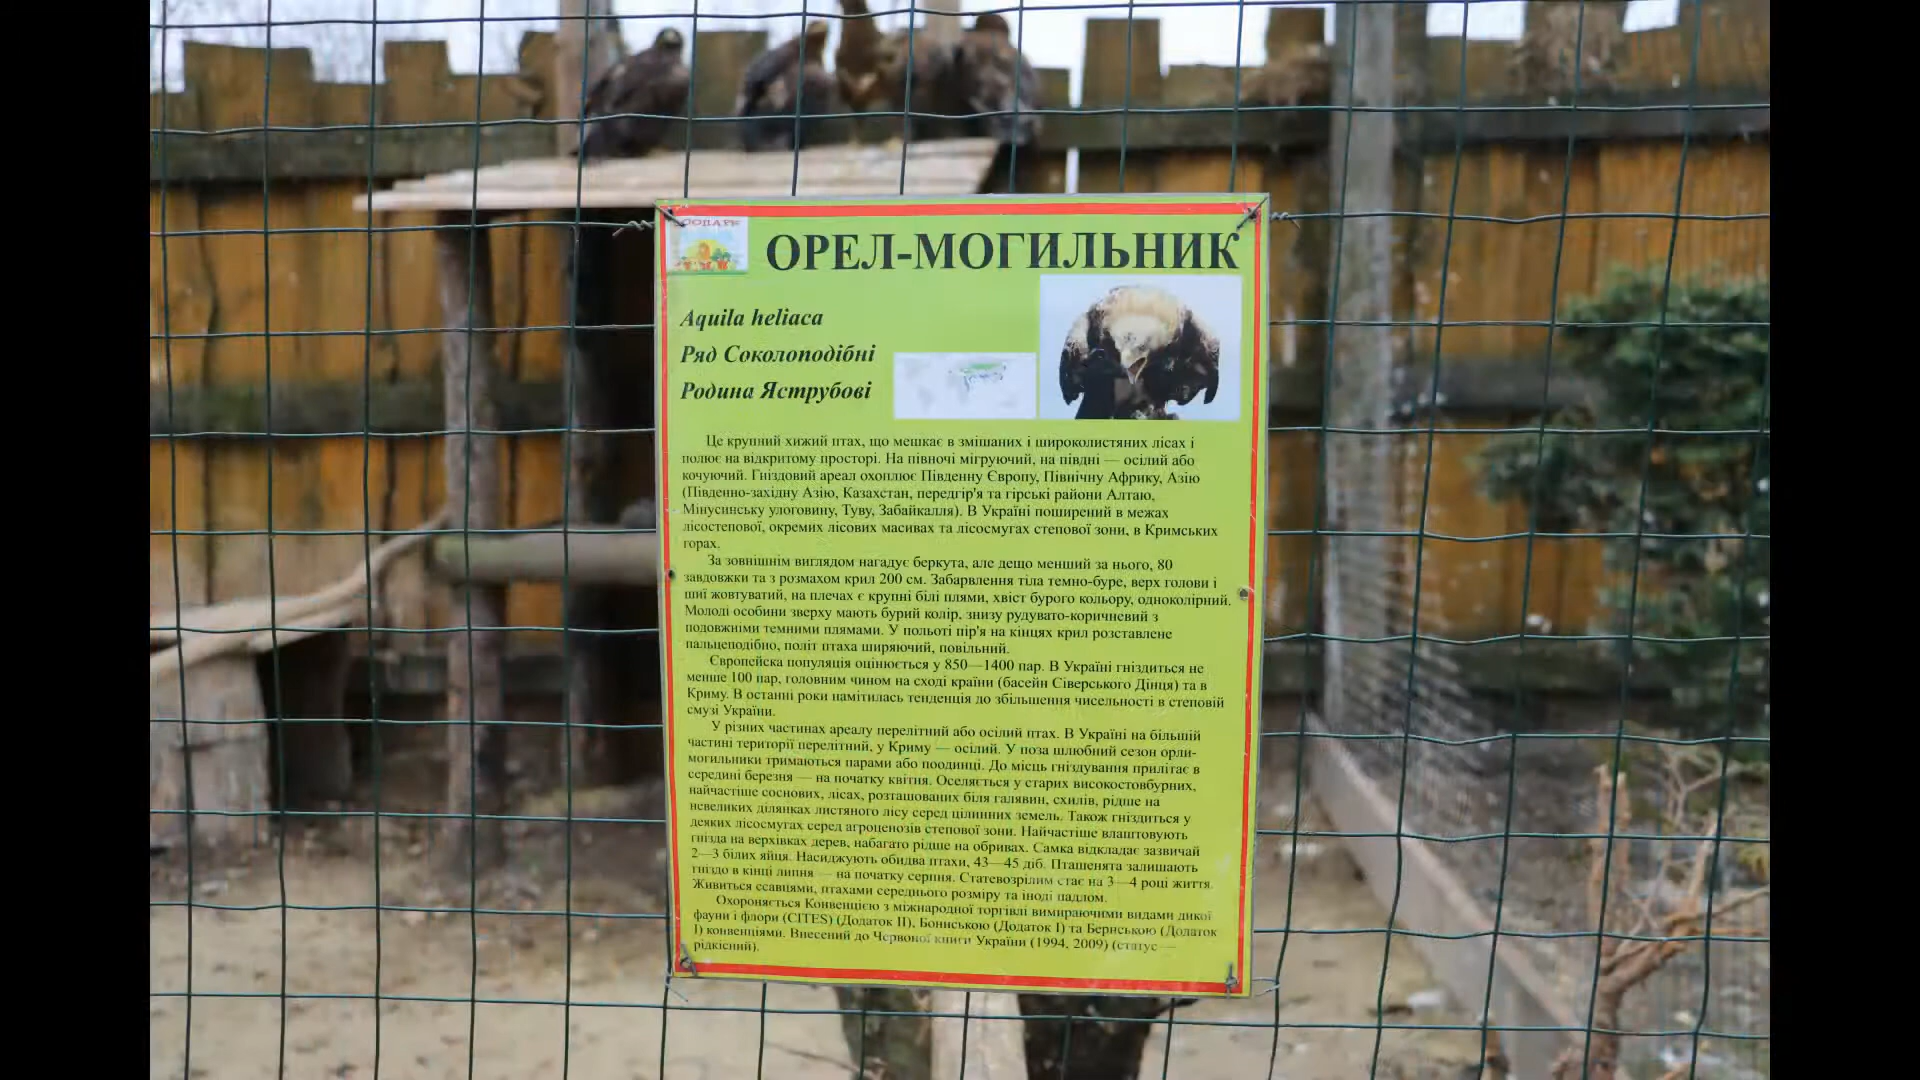 ЗООПАРК
ОРЕЛ-МОГИЛЬНИК
Aquila heliaca
Ряд Соколоподібні
Родина Яструбові
Це крупний хижий птах, що мешкає в змішаних і широколистяних лісах і
полює на відкритому просторі. На півночі мігруючий, на півдні — осілий або
кочуючий. Гніздовий ареал охоплює Південну Європу, Північну Африку, Азію
(Південно-західну Азію, Казахстан, передгір'я та гірські райони Алтаю,
Мінусинську улоговину, Туву, Забайкалля). В Україні поширений в межах
лісостепової, окремих лісових масивах та лісосмугах степової зони, в Кримських
горах.
За зовнішнім виглядом нагадує беркута, але дещо менший за нього, 80
завдовжки та з розмахом крил 200 см. Забарвлення тіла темно-буре, верх голови і
шиї жовтуватий, на плечах є крупні білі плями, хвіст бурого кольору, одноколірний.
Молоді особини зверху мають бурий колір, знизу рудувато-коричневий з
подовжніми темними плямами. У польоті пір'я на кінцях крил розставлене
пальцеподібно, політ птаха ширяючий, повільний.
Європейська популяція оцінюється у 850—1400 пар. В Україні гніздиться не
менше 100 пар, головним чином на сході країни (басейн Сіверського Дінця) та в
Криму. В останні роки намітилась тенденція до збільшення чисельності в степовій
смузі України.
У різних частинах ареалу перелітний або осілий птах. В Україні на більшій
частині території перелітний, у Криму — осілий. У поза шлюбний сезон орли-
могильники тримаються парами або поодинці. До місць гніздування прилітає в
середині березня — на початку квітня. Оселяється у старих високостовбурних,
найчастіше соснових, лісах, розташованих біля галявин, схилів, рідше на
невеликих ділянках листяного лісу серед цілинних земель. Також гніздиться у
деяких лісосмугах серед агроценозів степової зони. Найчастіше влаштовують
гнізда на верхівках дерев, набагато рідше на обривах. Самка відкладає зазвичай
2—3 білих яйця. Насиджують обидва птахи, 43—45 діб. Пташенята залишають
гніздо в кінці липня — на початку серпня. Статевозрілим стає на 3—4 році життя.
Живиться ссавцями, птахами середнього розміру та іноді падлом.
Охороняється Конвенцією з міжнародної торгівлі вимираючими видами дикої
фауни і флори (CITES) (Додаток II), Боннською (Додаток I) та Бернською (Додаток
I) конвенціями. Внесений до Червоної книги України (1994, 2009) (статус —
рідкісний).